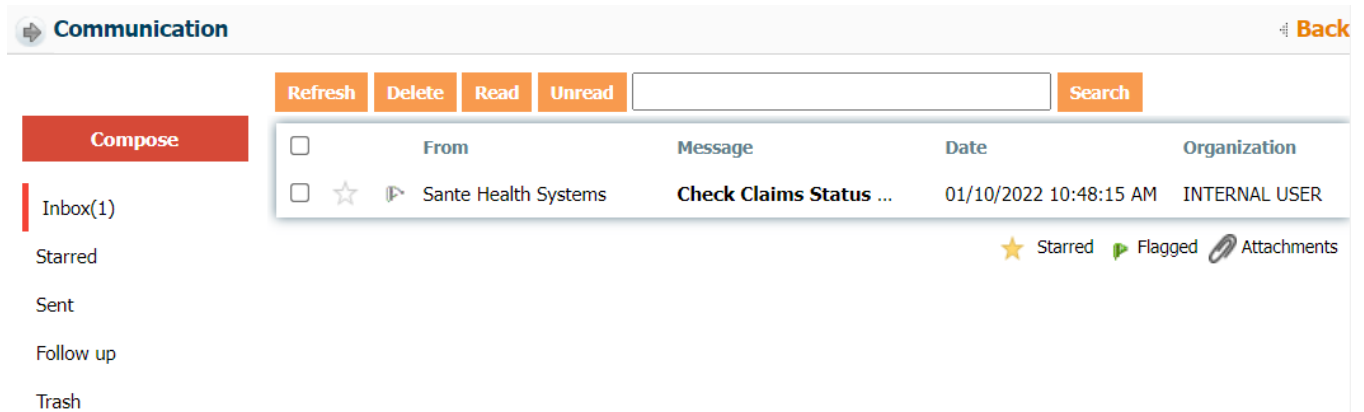 Communication
Back
Refresh Delete Read Unread Search
Compose
From Message Date Organization
Sante Health Systems Check Claims Status ... 01/10/2022 10:48:15 AM INTERNAL USER
Inbox(1)
Starred Flagged Attachments
Starred
Sent
Follow up
Trash